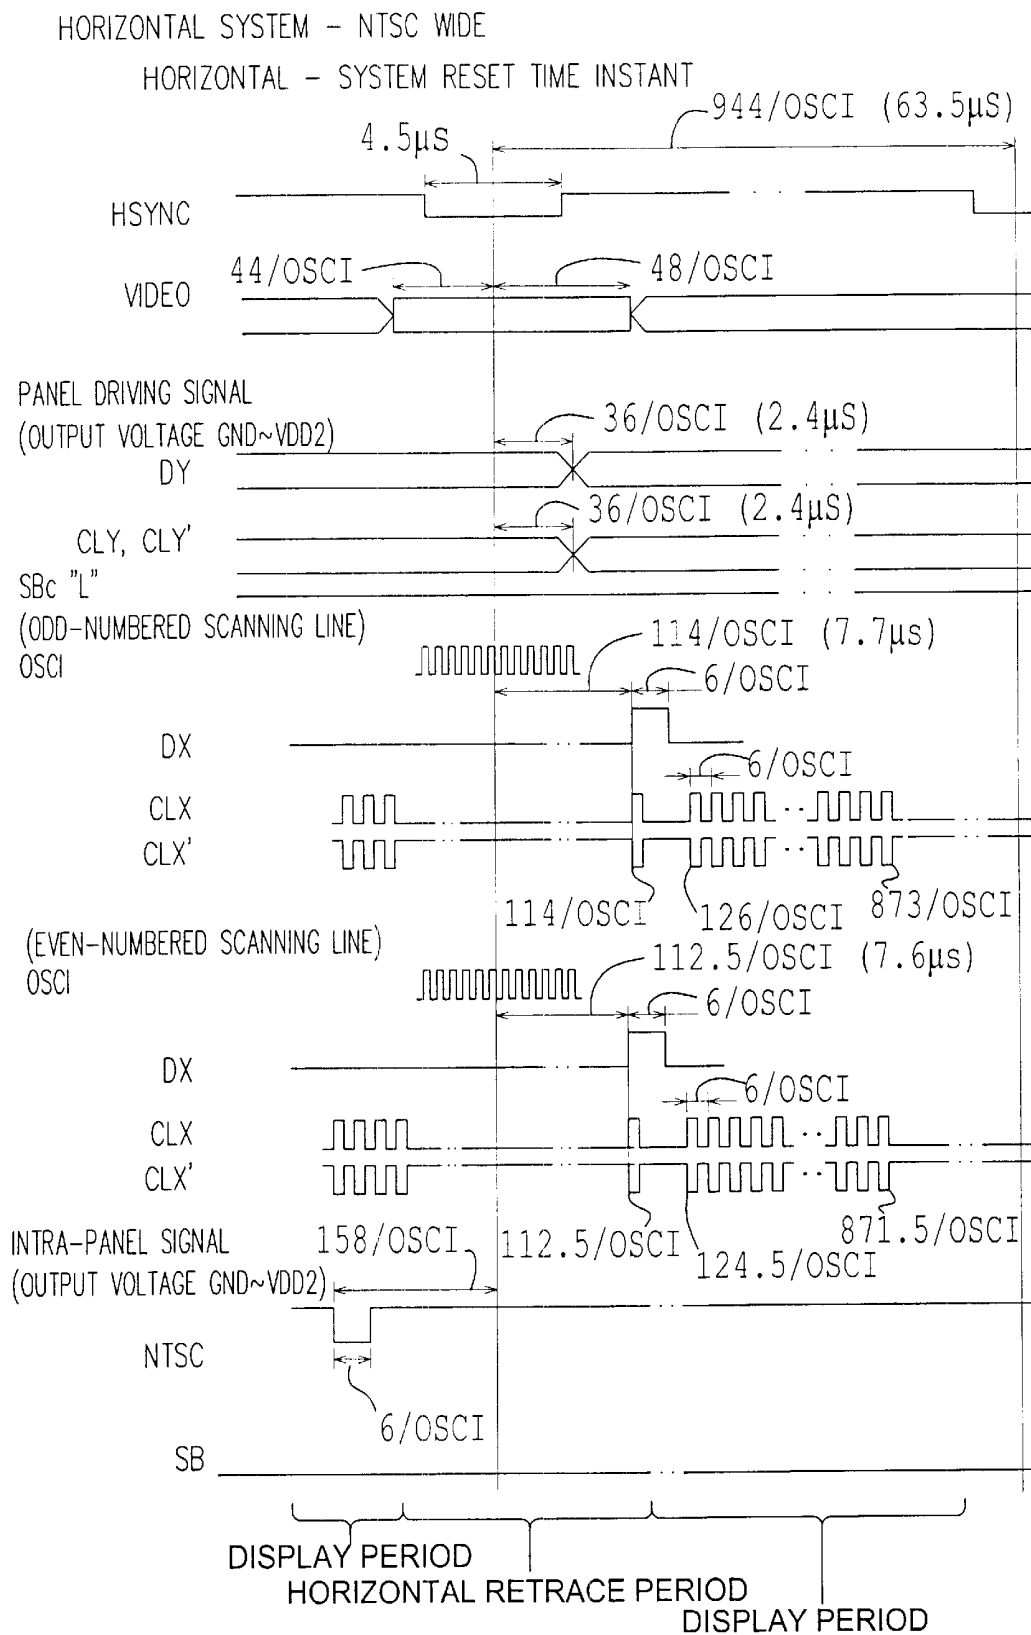 HORIZONTAL SYSTEM - NTSC WIDE
HORIZONTAL - SYSTEM RESET TIME INSTANT
944/OSCI (63.5µS)
4.5µS
HSYNC
44/OSCI
48/OSCI
VIDEO
PANEL DRIVING SIGNAL
(OUTPUT VOLTAGE GND~VDD2)
36/OSCI (2.4µS)
DY
36/OSCI (2.4µS)
CLY, CLY'
SBc "L"
(ODD-NUMBERED SCANNING LINE)
114/OSCI (7.7µs)
OSCI
6/OSCI
DX
6/OSCI
CLX
CLX'
114/OSCI
126/OSCI
873/OSCI
(EVEN-NUMBERED SCANNING LINE)
112.5/OSCI (7.6µs)
OSCI
6/OSCI
DX
6/OSCI
CLX
CLX'
112.5/OSCI
124.5/OSCI
871.5/OSCI
INTRA-PANEL SIGNAL
158/OSCI
(OUTPUT VOLTAGE GND~VDD2)
NTSC
6/OSCI
SB
DISPLAY PERIOD
HORIZONTAL RETRACE PERIOD
DISPLAY PERIOD